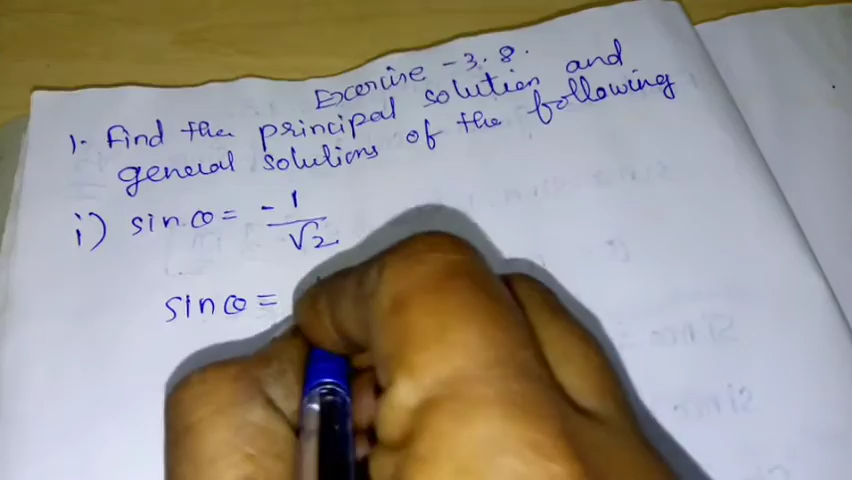 Exercise - 3.8.
1. Find the principal solution and
general solutions of the following
i) sin θ = -1/√2
sin θ =